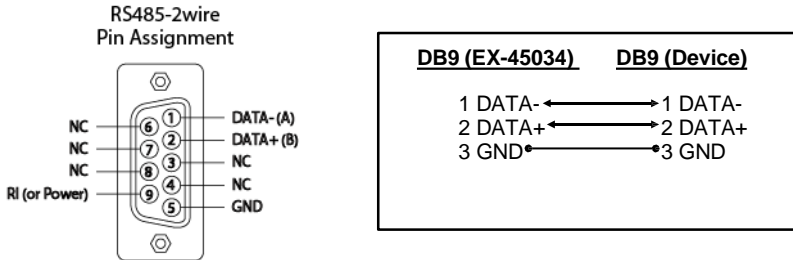 RS485-2wire
Pin Assignment
NC
NC
NC
RI (or Power)
6
7
8
9
1
2
3
4
5
DATA- (A)
DATA+ (B)
NC
NC
GND
DB9 (EX-45034) DB9 (Device)
1 DATA- 1 DATA-
2 DATA+ 2 DATA+
3 GND 3 GND